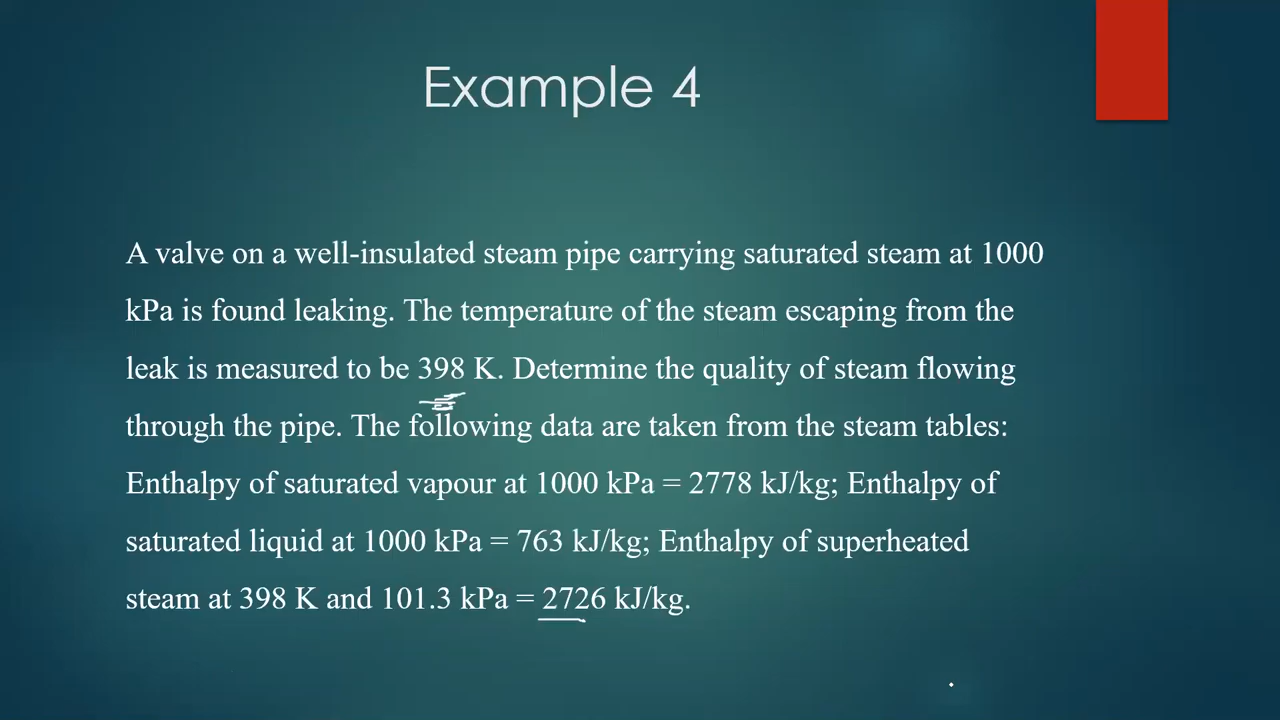 Example 4
A valve on a well-insulated steam pipe carrying saturated steam at 1000
kPa is found leaking. The temperature of the steam escaping from the
leak is measured to be 398 K. Determine the quality of steam flowing
through the pipe. The following data are taken from the steam tables:
Enthalpy of saturated vapour at 1000 kPa = 2778 kJ/kg; Enthalpy of
saturated liquid at 1000 kPa = 763 kJ/kg; Enthalpy of superheated
steam at 398 K and 101.3 kPa = 2726 kJ/kg.